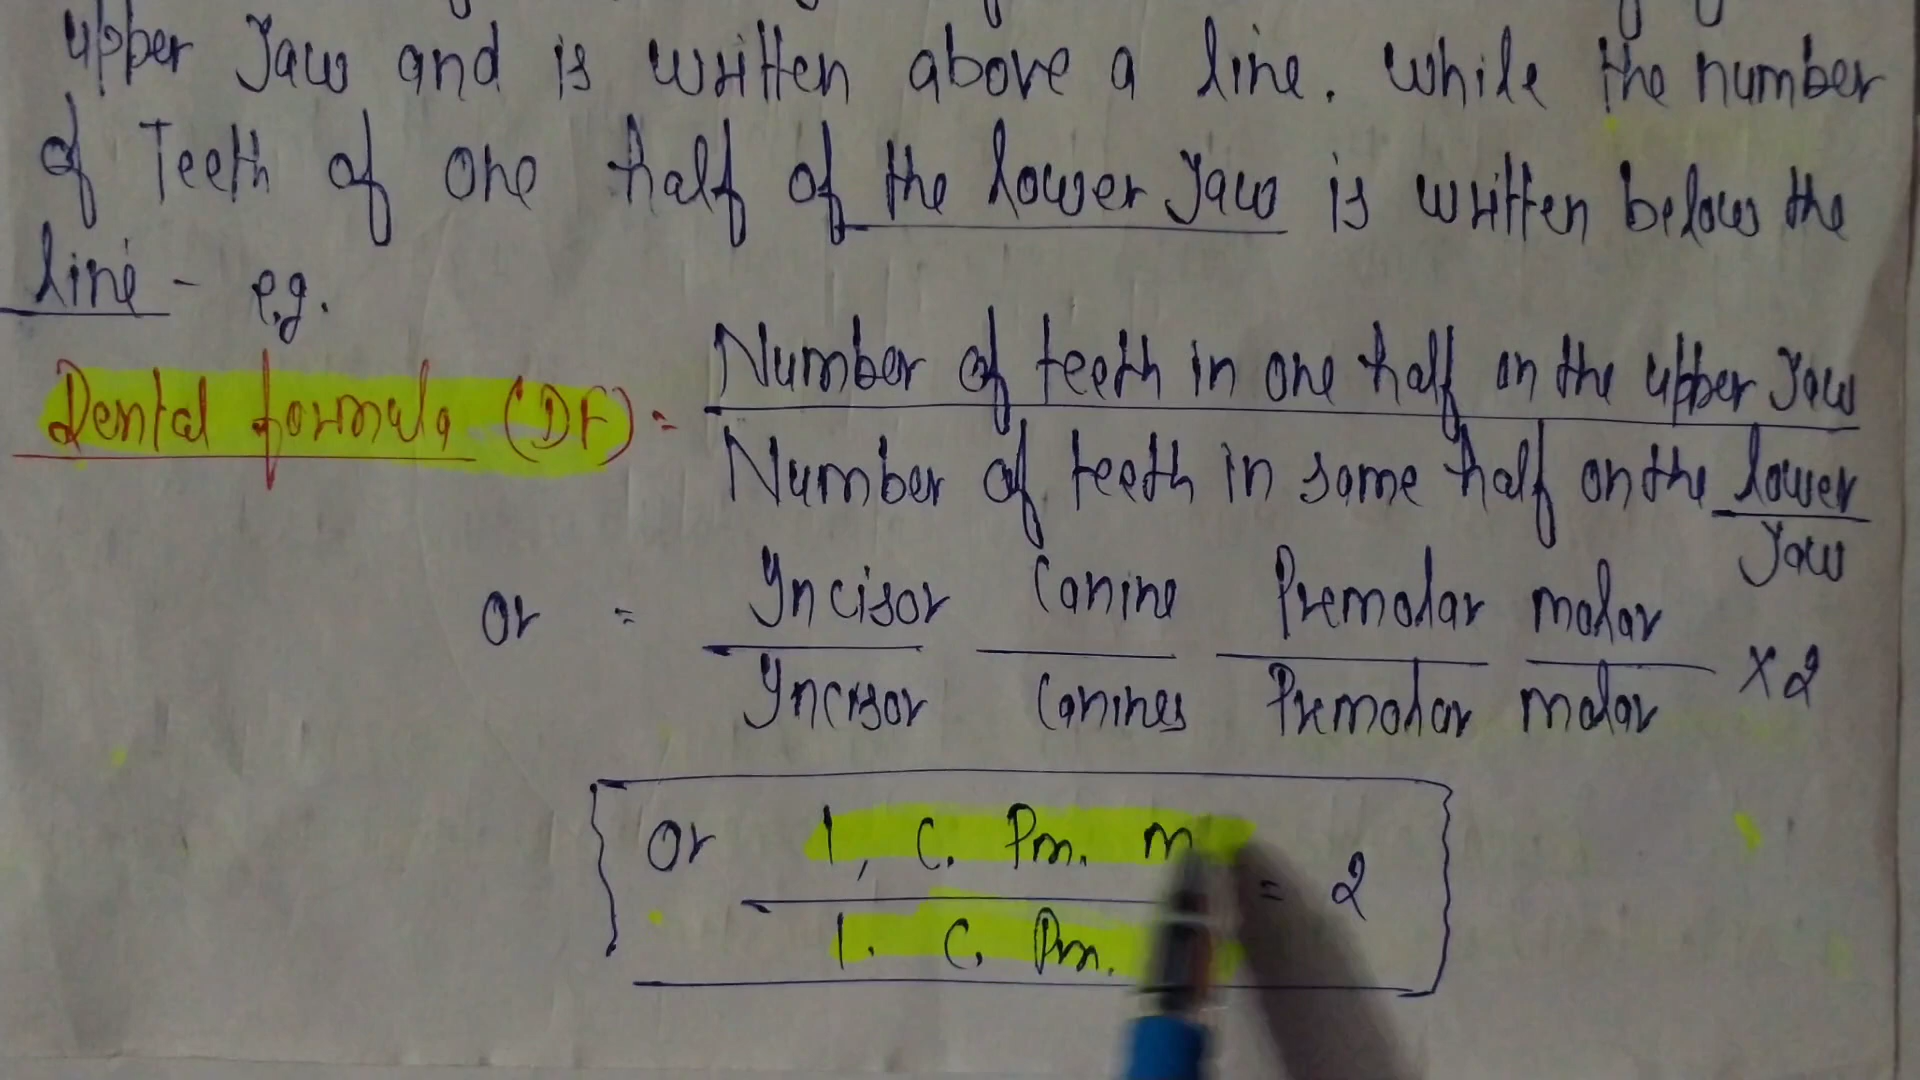 upper Jaw and is written above a line. while the number
of Teeth of one half of the lower Jaw is written below the
line - e.g.
Dental formula (DF) = Number of teeth in one half on the upper Jaw
Number of teeth in same half on the lower
Jaw
or = Incisor Canine Premolar molar
Incisor Canines Premolar molar × 2
or I, C. Pm. m
= 2
I. C, Pm.